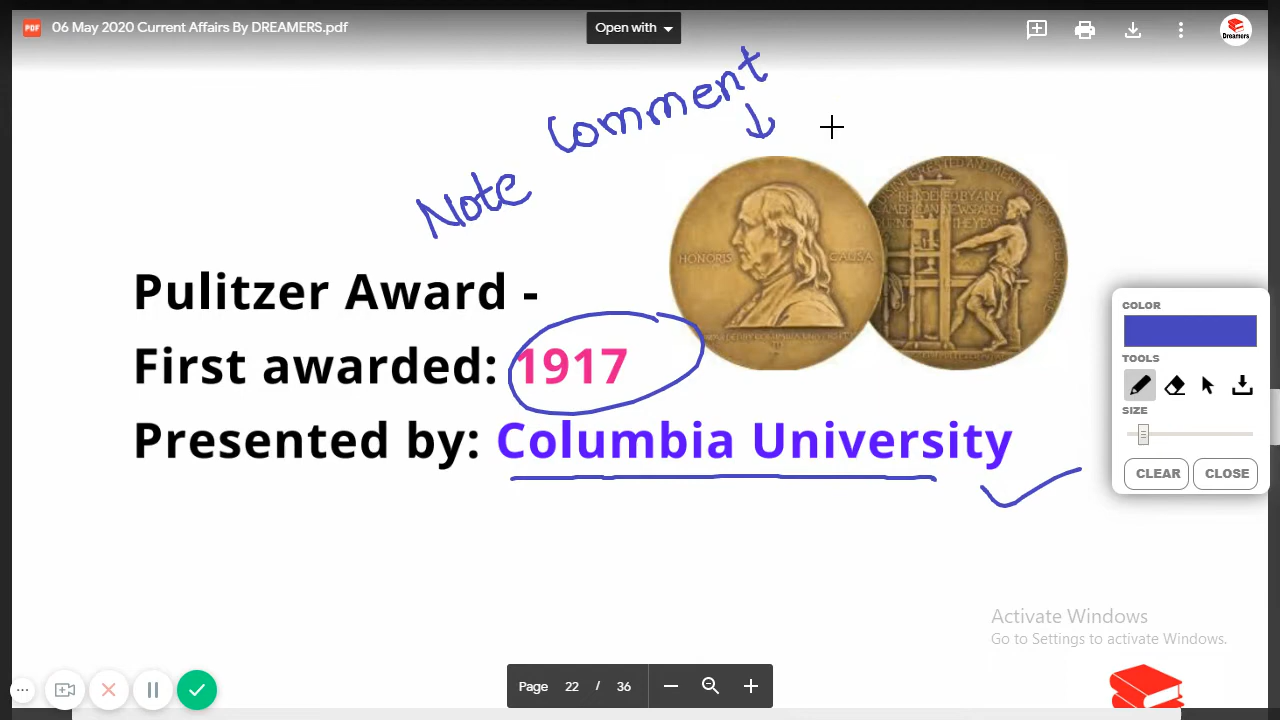 06 May 2020 Current Affairs By DREAMERS.pdf
Open with
Dreamers
Note Comment
HONORIS CAUSA
Pulitzer Award -
First awarded: 1917
Presented by: Columbia University
COLOR
TOOLS
SIZE
CLEAR CLOSE
Activate Windows
Go to Settings to activate Windows.
Page 22 / 36